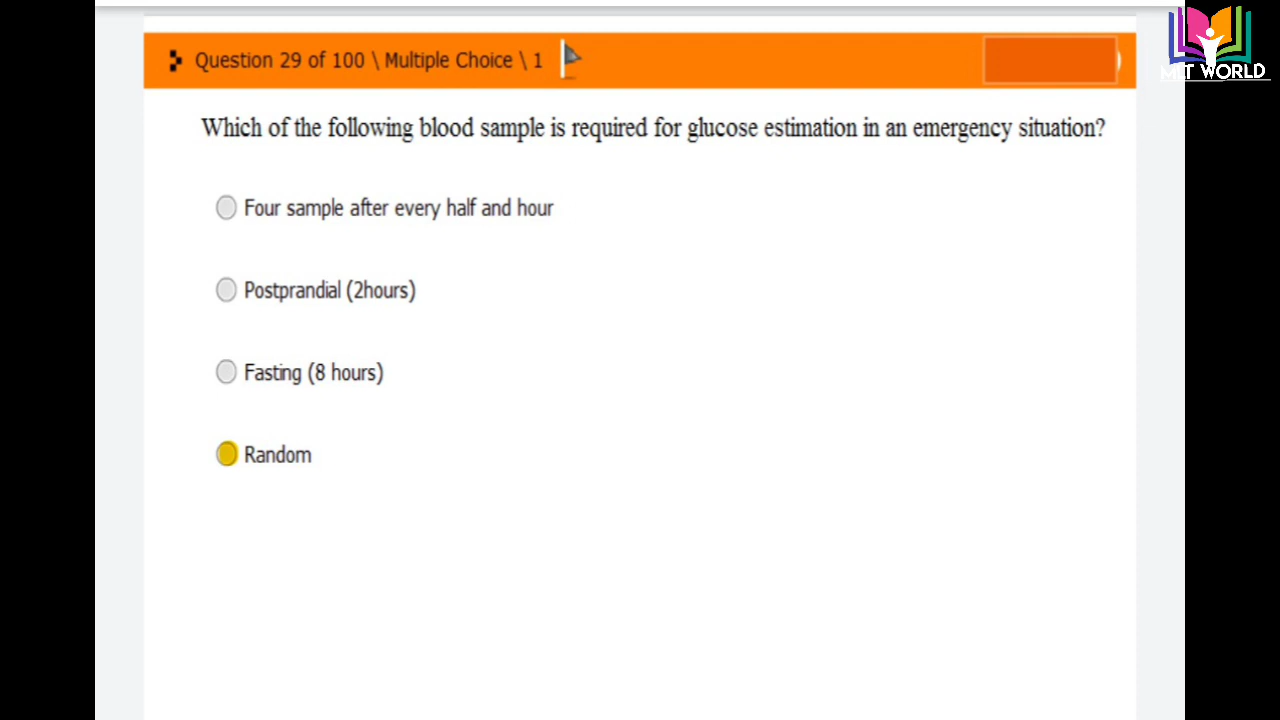 Question 29 of 100 \ Multiple Choice \ 1
MLT WORLD
Which of the following blood sample is required for glucose estimation in an emergency situation?
Four sample after every half and hour
Postprandial (2hours)
Fasting (8 hours)
Random